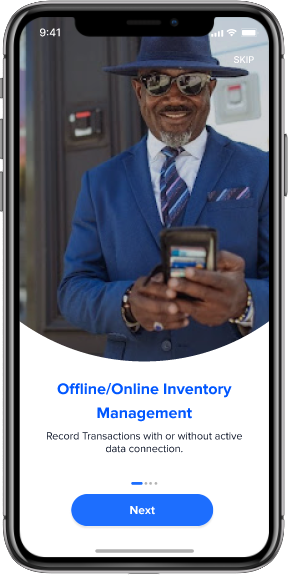 9:41
SKIP
Offline/Online Inventory
Management
Record Transactions with or without active
data connection.
Next